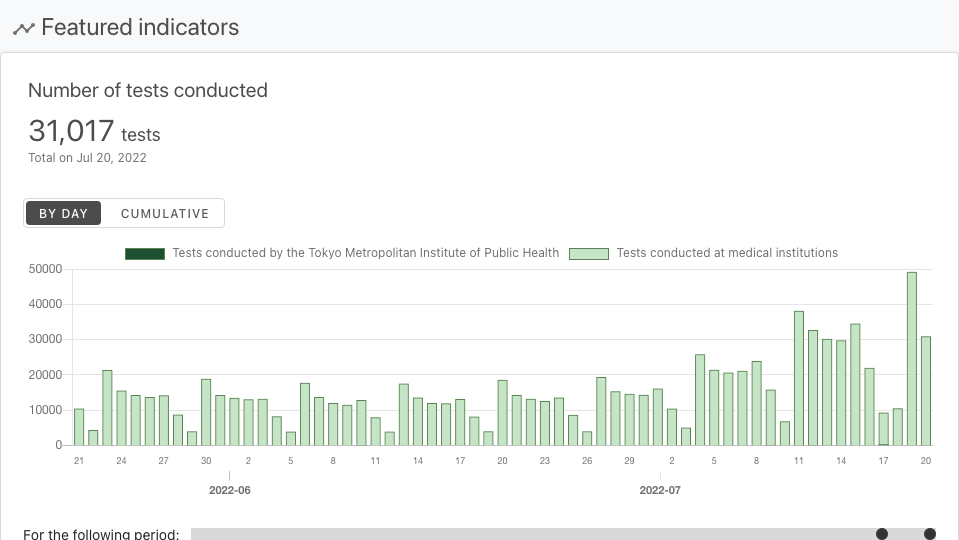 Featured indicators
Number of tests conducted
31,017 tests
Total on Jul 20, 2022
BY DAY CUMULATIVE
Tests conducted by the Tokyo Metropolitan Institute of Public Health Tests conducted at medical institutions
50000
40000
30000
20000
10000
0
21 24 27 30 2 5 8 11 14 17 20 23 26 29 2 5 8 11 14 17 20
2022-06 2022-07
For the following period: